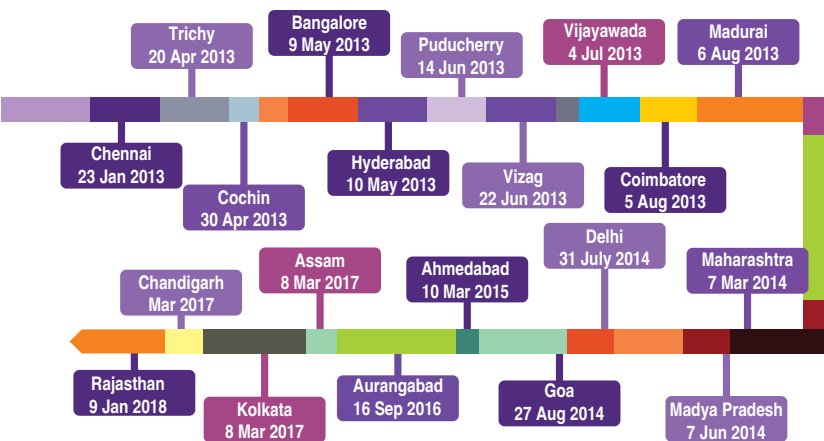 Trichy
20 Apr 2013
Bangalore
9 May 2013
Puducherry
14 Jun 2013
Vijayawada
4 Jul 2013
Madurai
6 Aug 2013
Chennai
23 Jan 2013
Cochin
30 Apr 2013
Hyderabad
10 May 2013
Vizag
22 Jun 2013
Coimbatore
5 Aug 2013
Chandigarh
Mar 2017
Assam
8 Mar 2017
Ahmedabad
10 Mar 2015
Delhi
31 July 2014
Maharashtra
7 Mar 2014
Rajasthan
9 Jan 2018
Kolkata
8 Mar 2017
Aurangabad
16 Sep 2016
Goa
27 Aug 2014
Madya Pradesh
7 Jun 2014